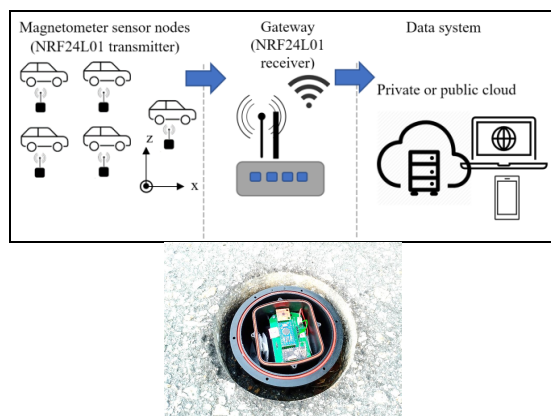 Magnetometer sensor nodes
(NRF24L01 transmitter)
Gateway
(NRF24L01
receiver)
Data system
Private or public cloud
z
x